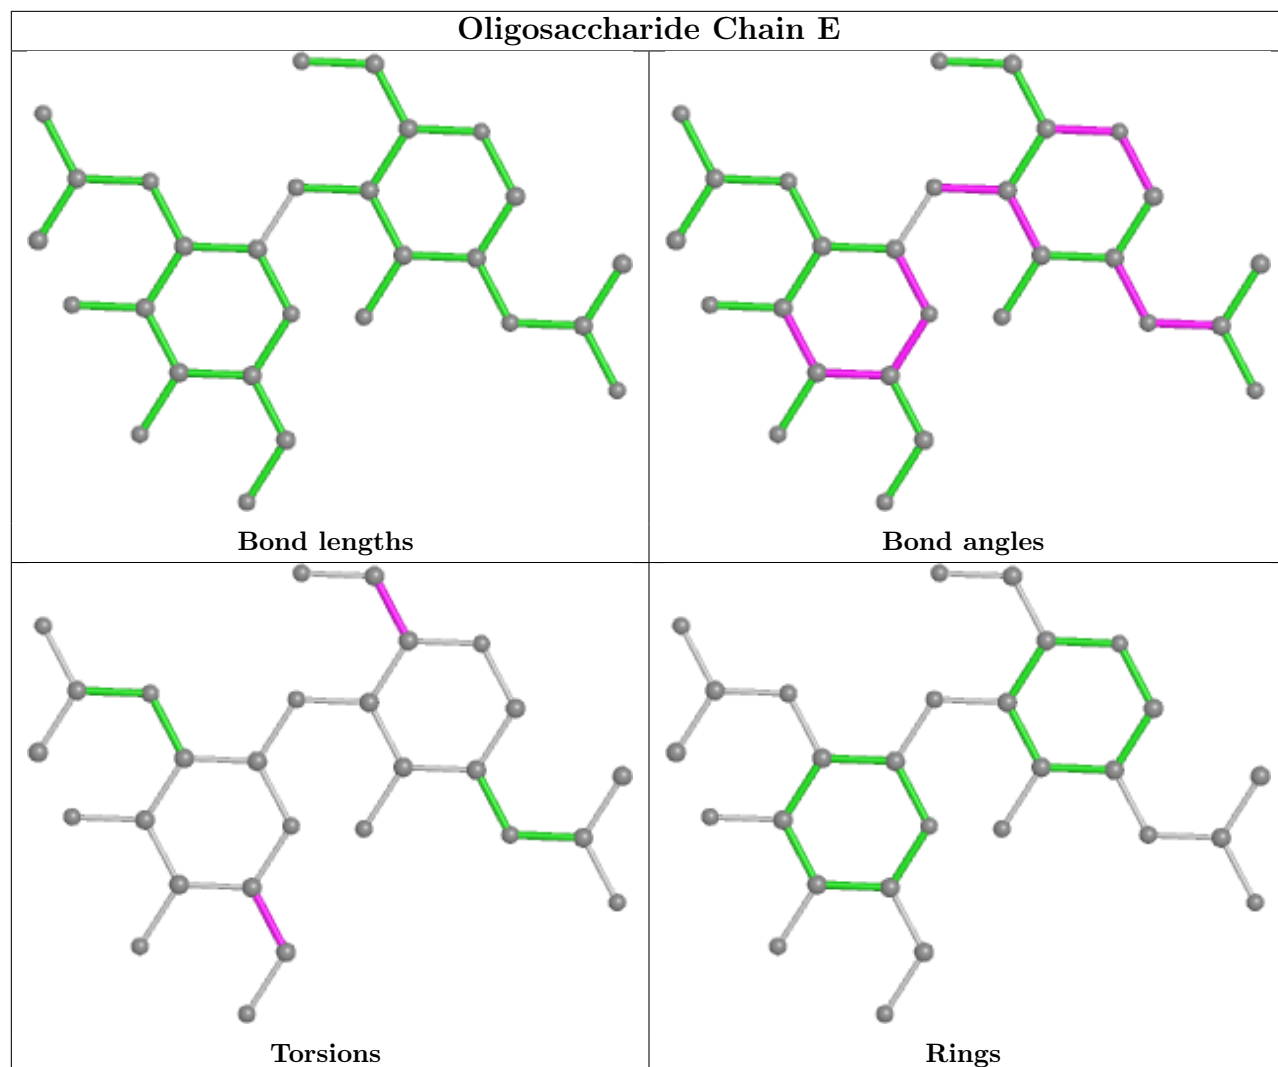 Oligosaccharide Chain E
Bond lengths
Bond angles
Torsions
Rings